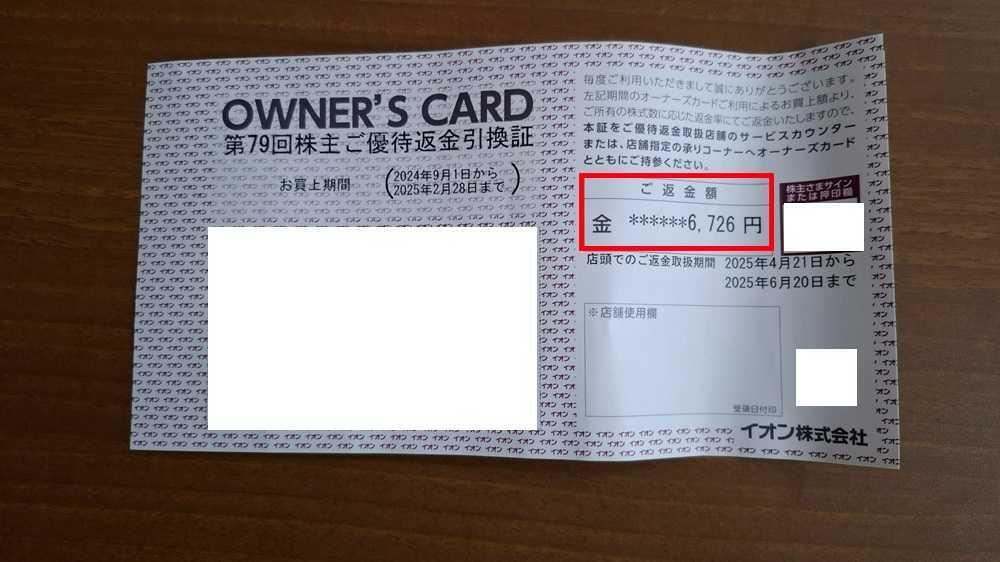 OWNER'S CARD
第79回株主ご優待返金引換証
お買上期間
(2024年9月1日から
2025年2月28日まで)
毎度ご利用いただきまして誠にありがとうございます。
左記期間のオーナーズカードご利用によるお買上額より、
ご所有の株式数に応じた返金率にてご返金いたしますので、
本証をご優待返金取扱店舗のサービスカウンター
または、店舗指定の承りコーナーへオーナーズカード
とともにご持参ください。
ご返金額
金 ******6,726 円
株主さまサイン
または押印欄
店頭でのご返金取扱期間 2025年4月21日から
2025年6月20日まで
※店舗使用欄
受領日付印
イオン株式会社